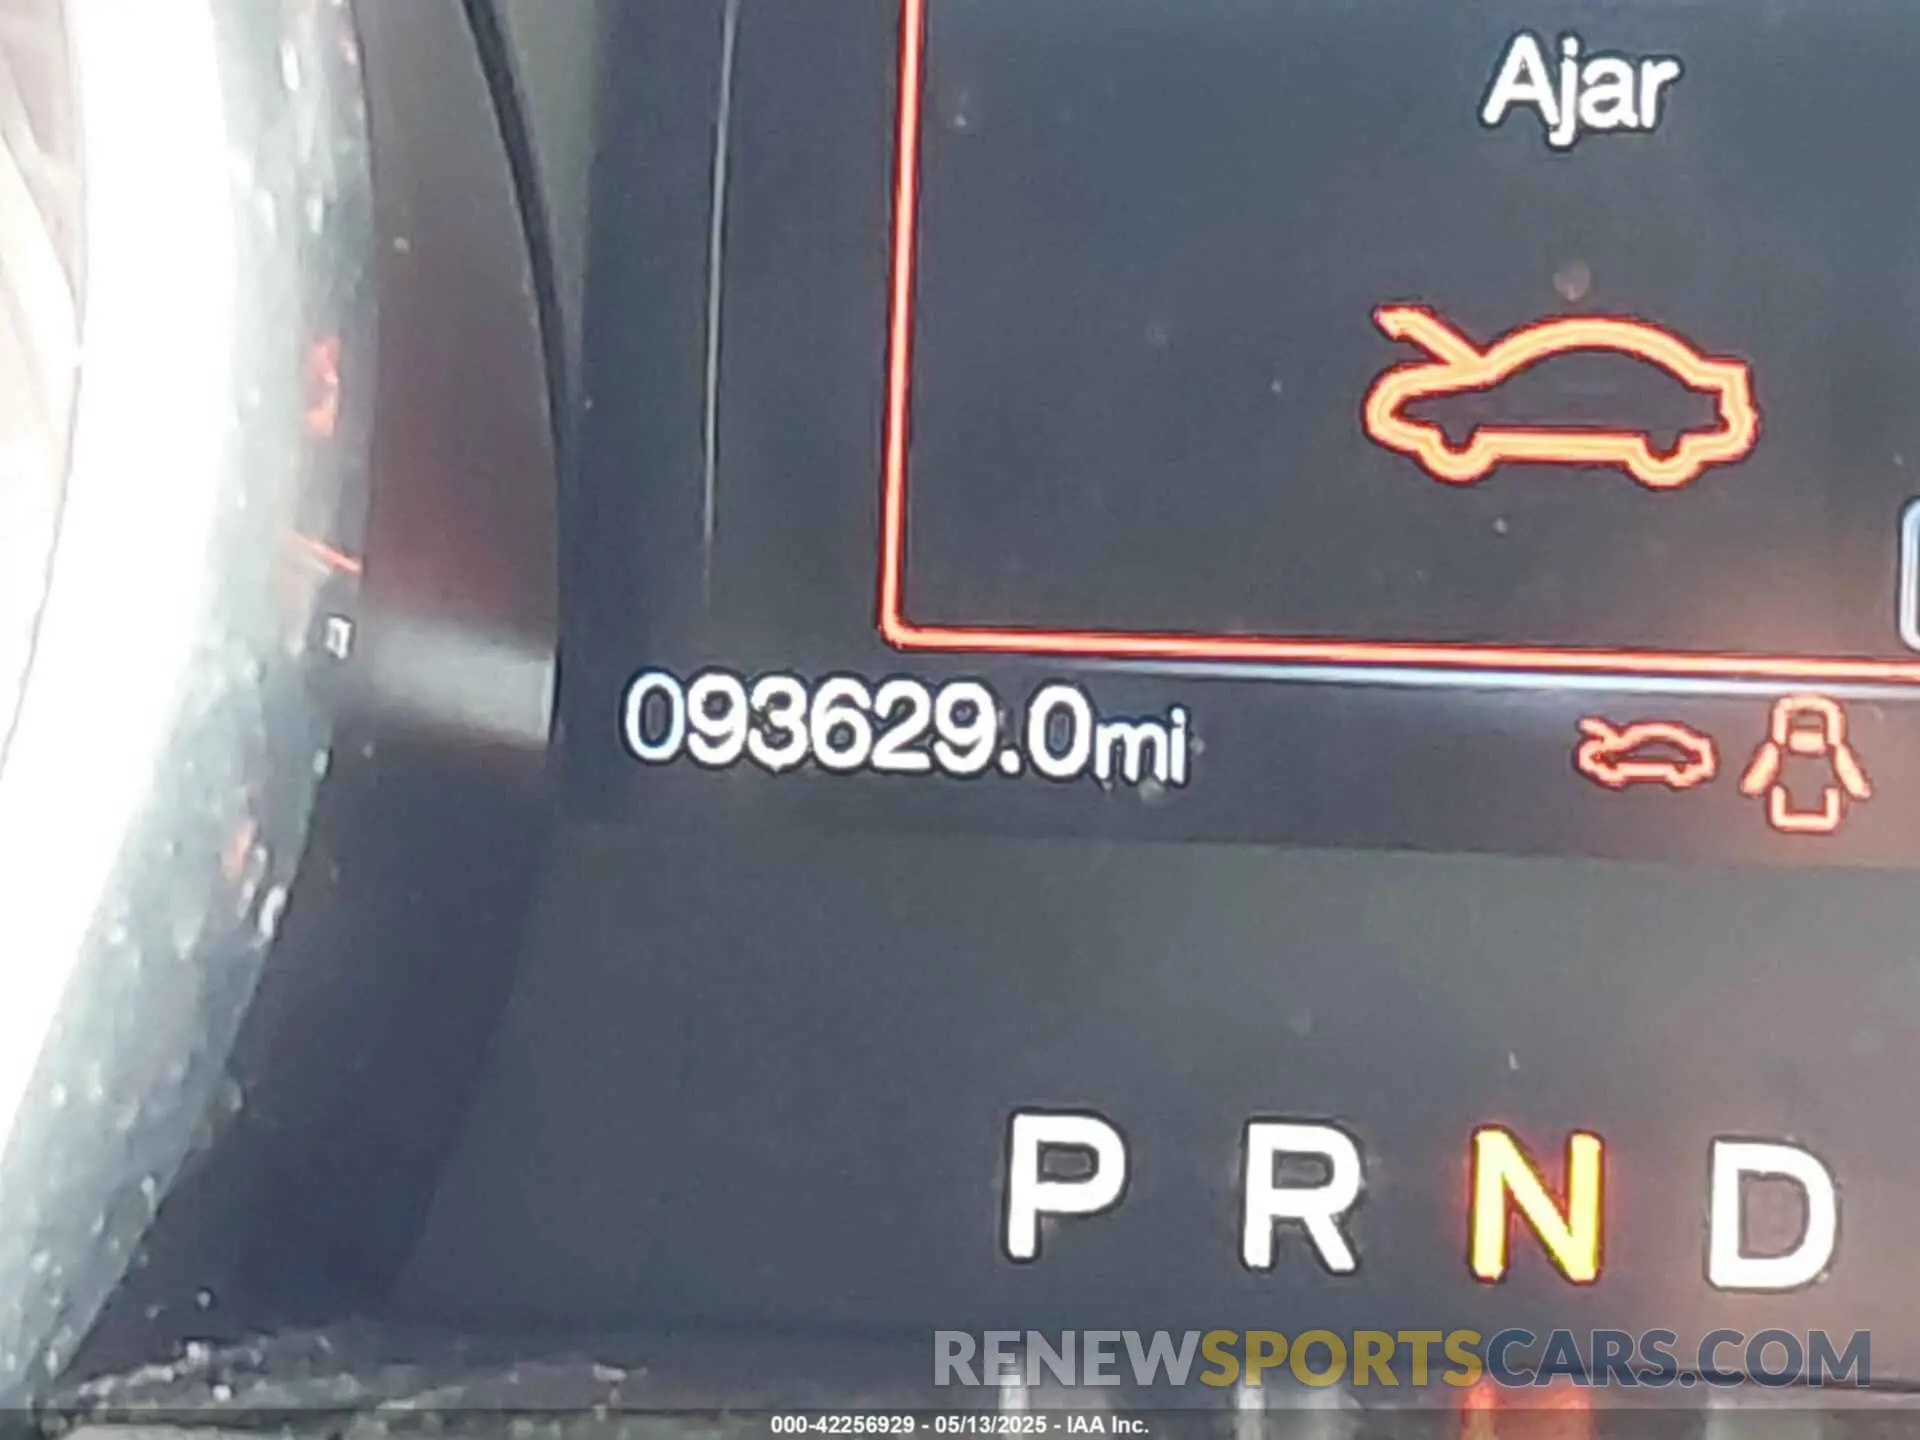 Ajar
093629.0mi
P R N D
RENEWSPORTSCARS.COM
000-42256929 - 05/13/2025 - IAA Inc.